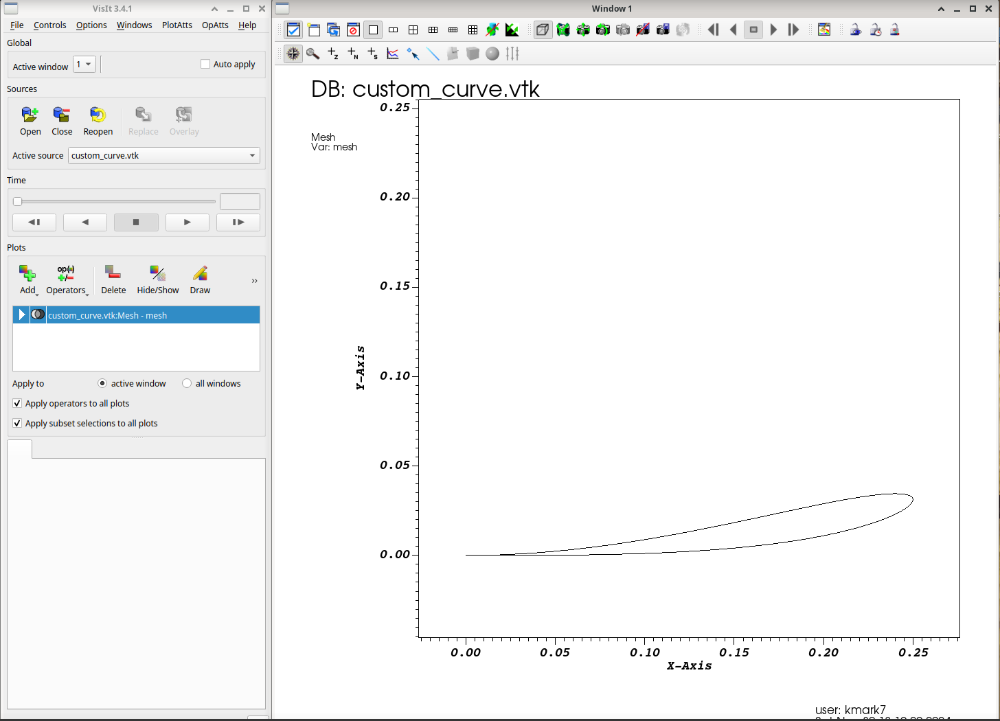 VisIt 3.4.1
File Controls Options Windows PlotAtts OpAtts Help
Global
Active window 1 Auto apply
Sources
Open Close Reopen Replace Overlay
Active source custom_curve.vtk
Time
Plots
op(·)
Add Operators Delete Hide/Show Draw
»
custom_curve.vtk:Mesh - mesh
Apply to active window all windows
Apply operators to all plots
Apply subset selections to all plots
Window 1
DB: custom_curve.vtk
Mesh
Var: mesh
0.25
0.20
0.15
0.10
0.05
0.00
Y-Axis
0.00 0.05 0.10 0.15 0.20 0.25
X-Axis
user: kmark7